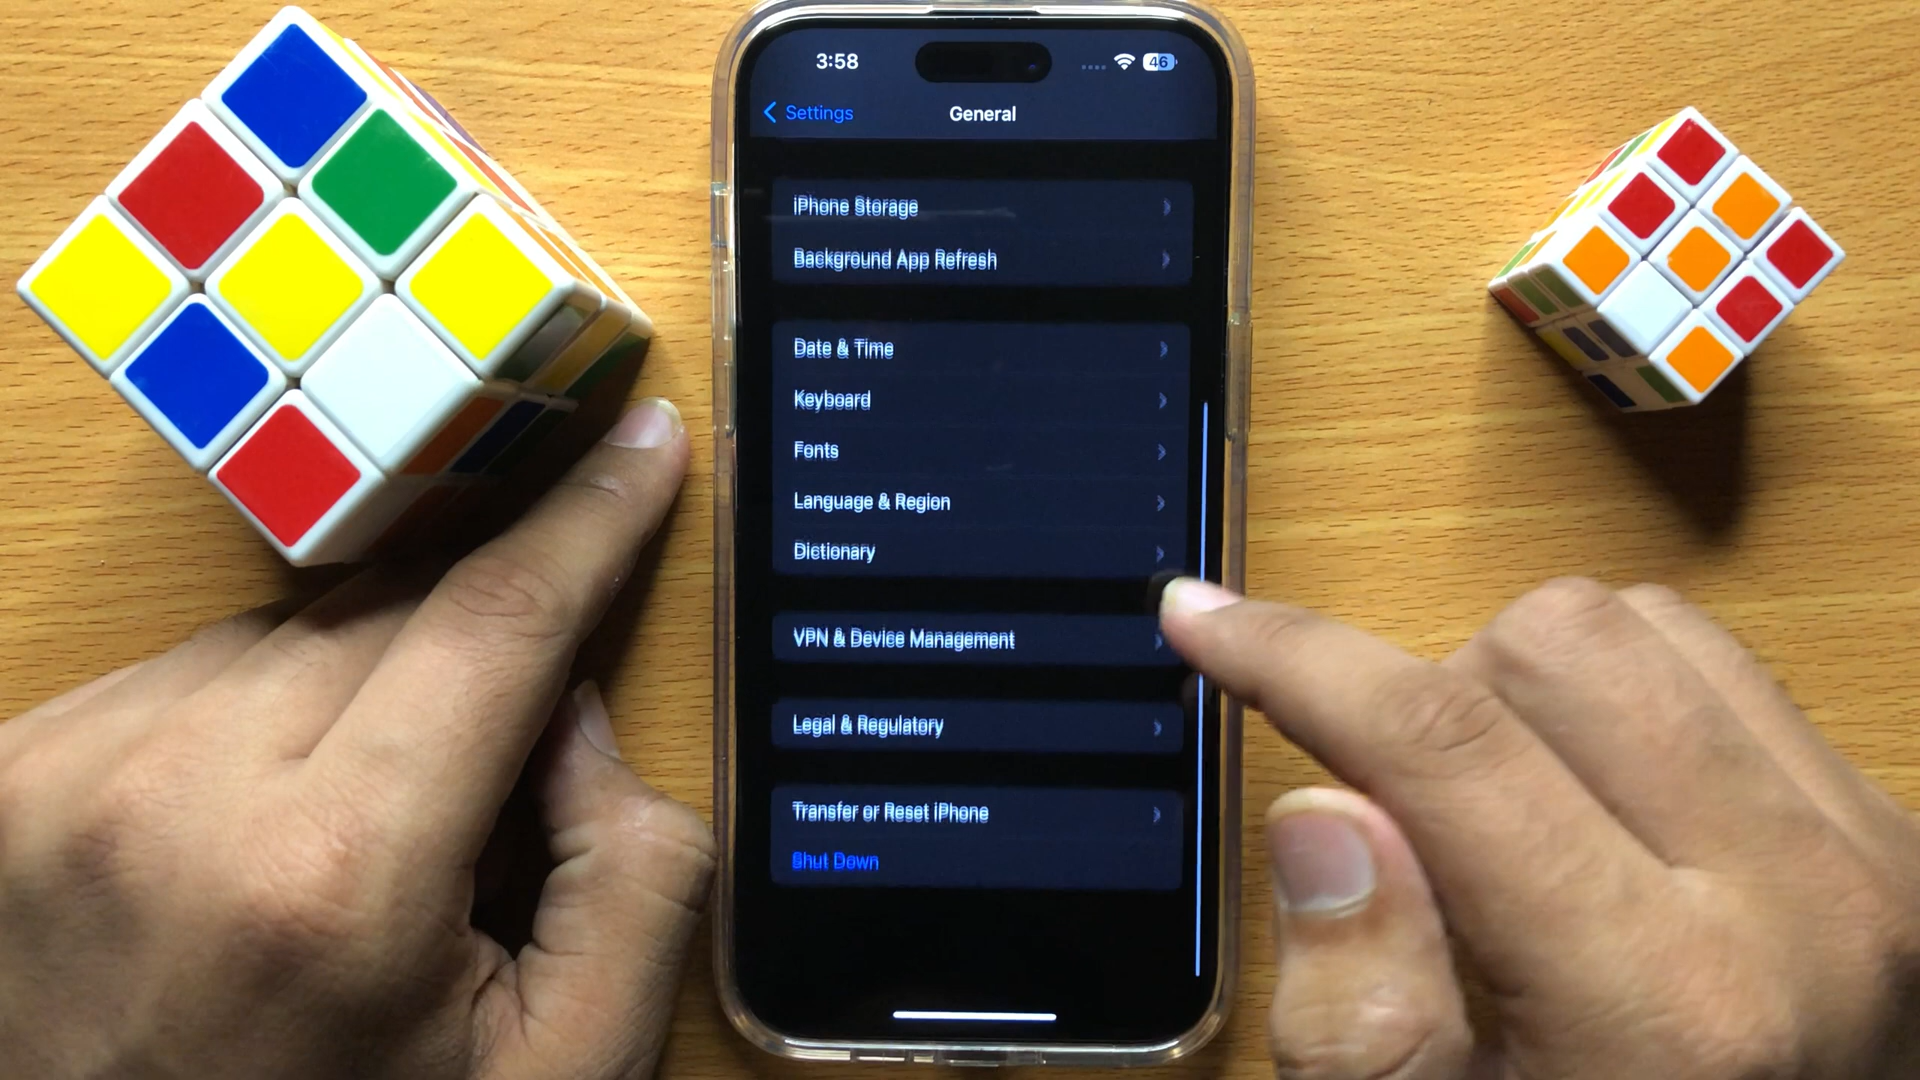 3:58
46
Settings
General
iPhone Storage
Background App Refresh
Date & Time
Keyboard
Fonts
Language & Region
Dictionary
VPN & Device Management
Legal & Regulatory
Transfer or Reset iPhone
Shut Down